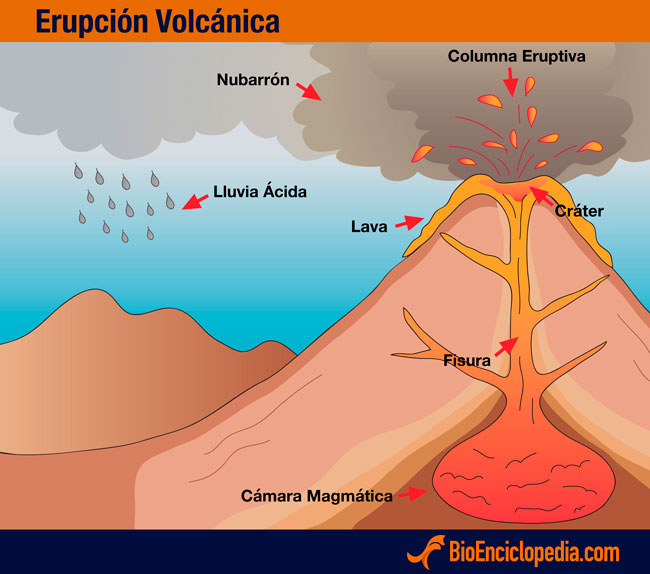 Erupción Volcánica
Columna Eruptiva
Nubarrón
Lluvia Ácida
Cráter
Lava
Fisura
Cámara Magmática
BioEnciclopedia.com